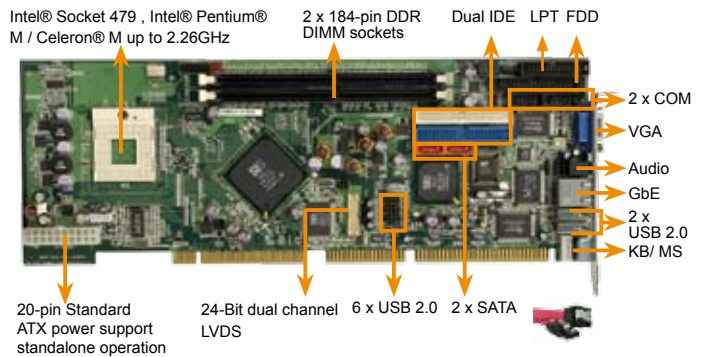 Intel® Socket 479 , Intel® Pentium®
M / Celeron® M up to 2.26GHz
2 x 184-pin DDR
DIMM sockets
Dual IDE
LPT FDD
2 x COM
VGA
Audio
GbE
2 x
USB 2.0
KB/ MS
20-pin Standard
ATX power support
standalone operation
24-Bit dual channel
LVDS
6 x USB 2.0
2 x SATA